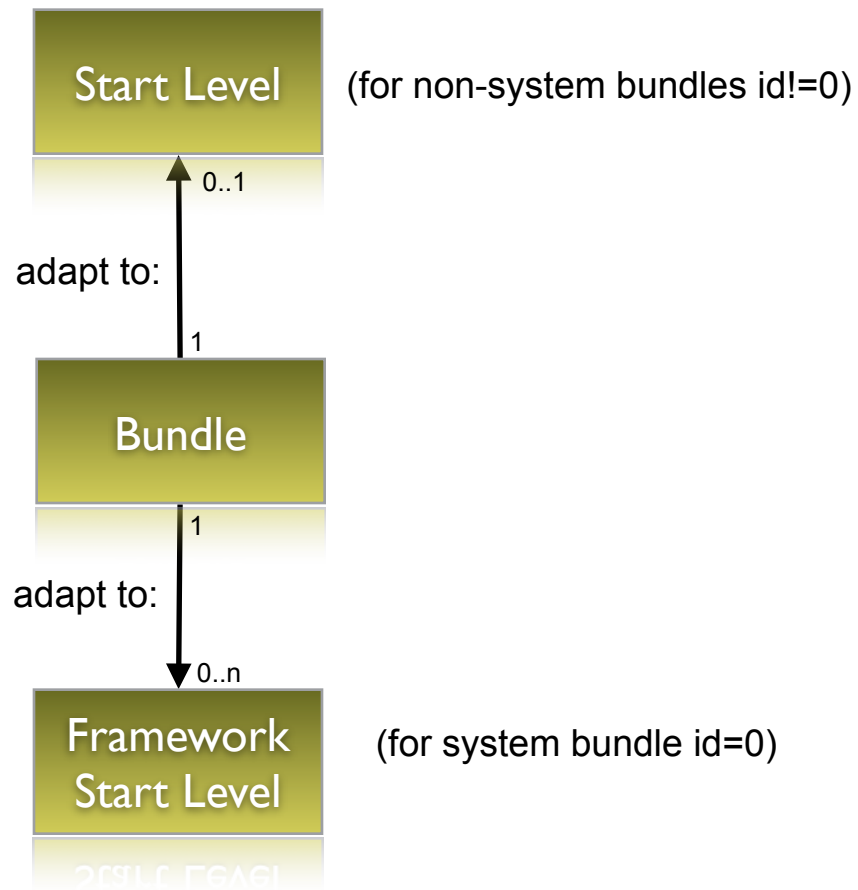 Start Level
(for non-system bundles id!=0)
0..1
adapt to:
1
Bundle
1
adapt to:
0..n
Framework
Start Level
(for system bundle id=0)